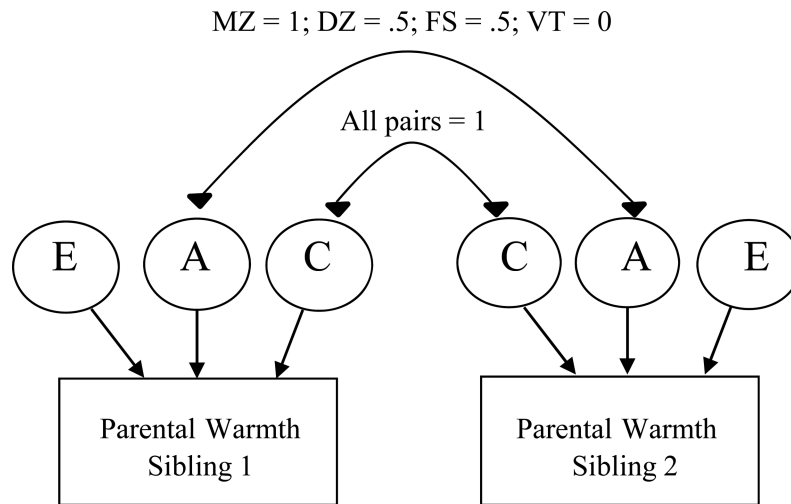 MZ = 1; DZ = .5; FS = .5; VT = 0
All pairs = 1
E A C C A E
Parental Warmth
Sibling 1
Parental Warmth
Sibling 2